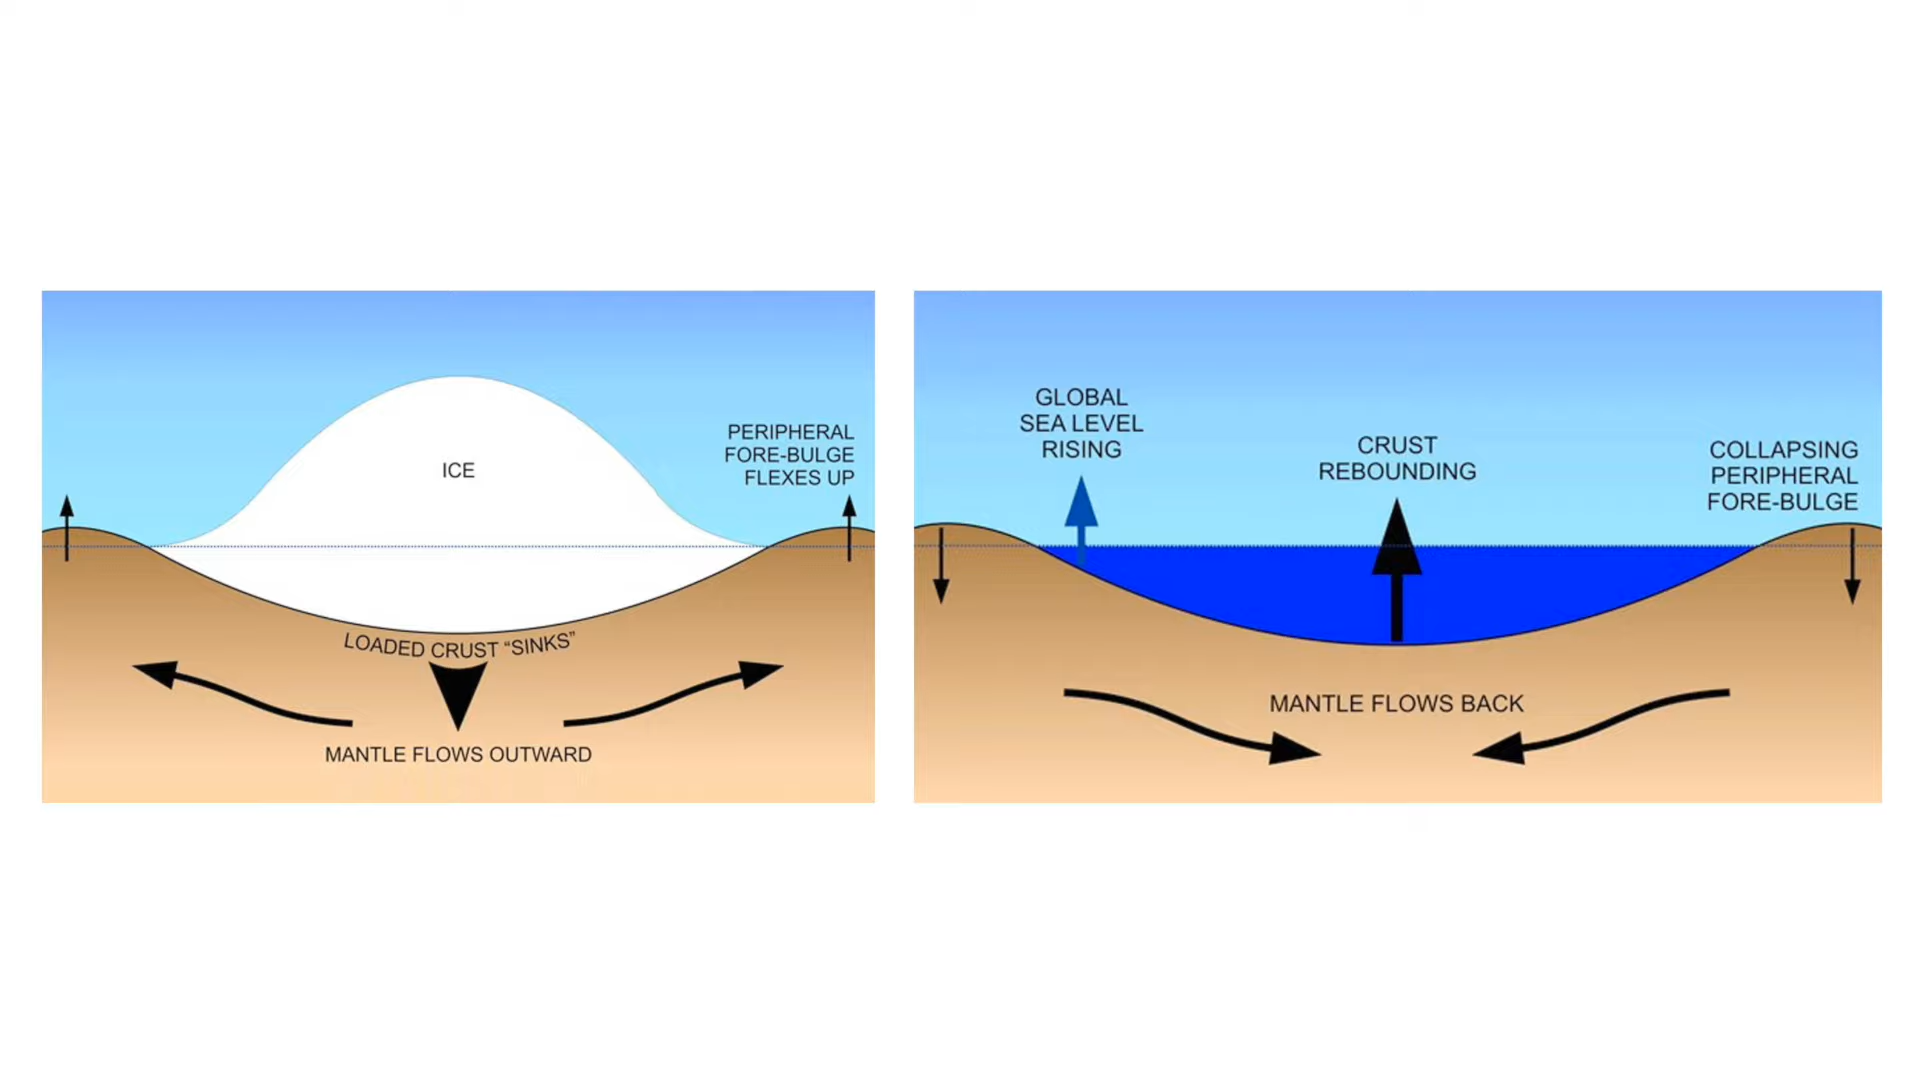 ICE
PERIPHERAL
FORE-BULGE
FLEXES UP
LOADED CRUST “SINKS”
MANTLE FLOWS OUTWARD
GLOBAL
SEA LEVEL
RISING
CRUST
REBOUNDING
COLLAPSING
PERIPHERAL
FORE-BULGE
MANTLE FLOWS BACK